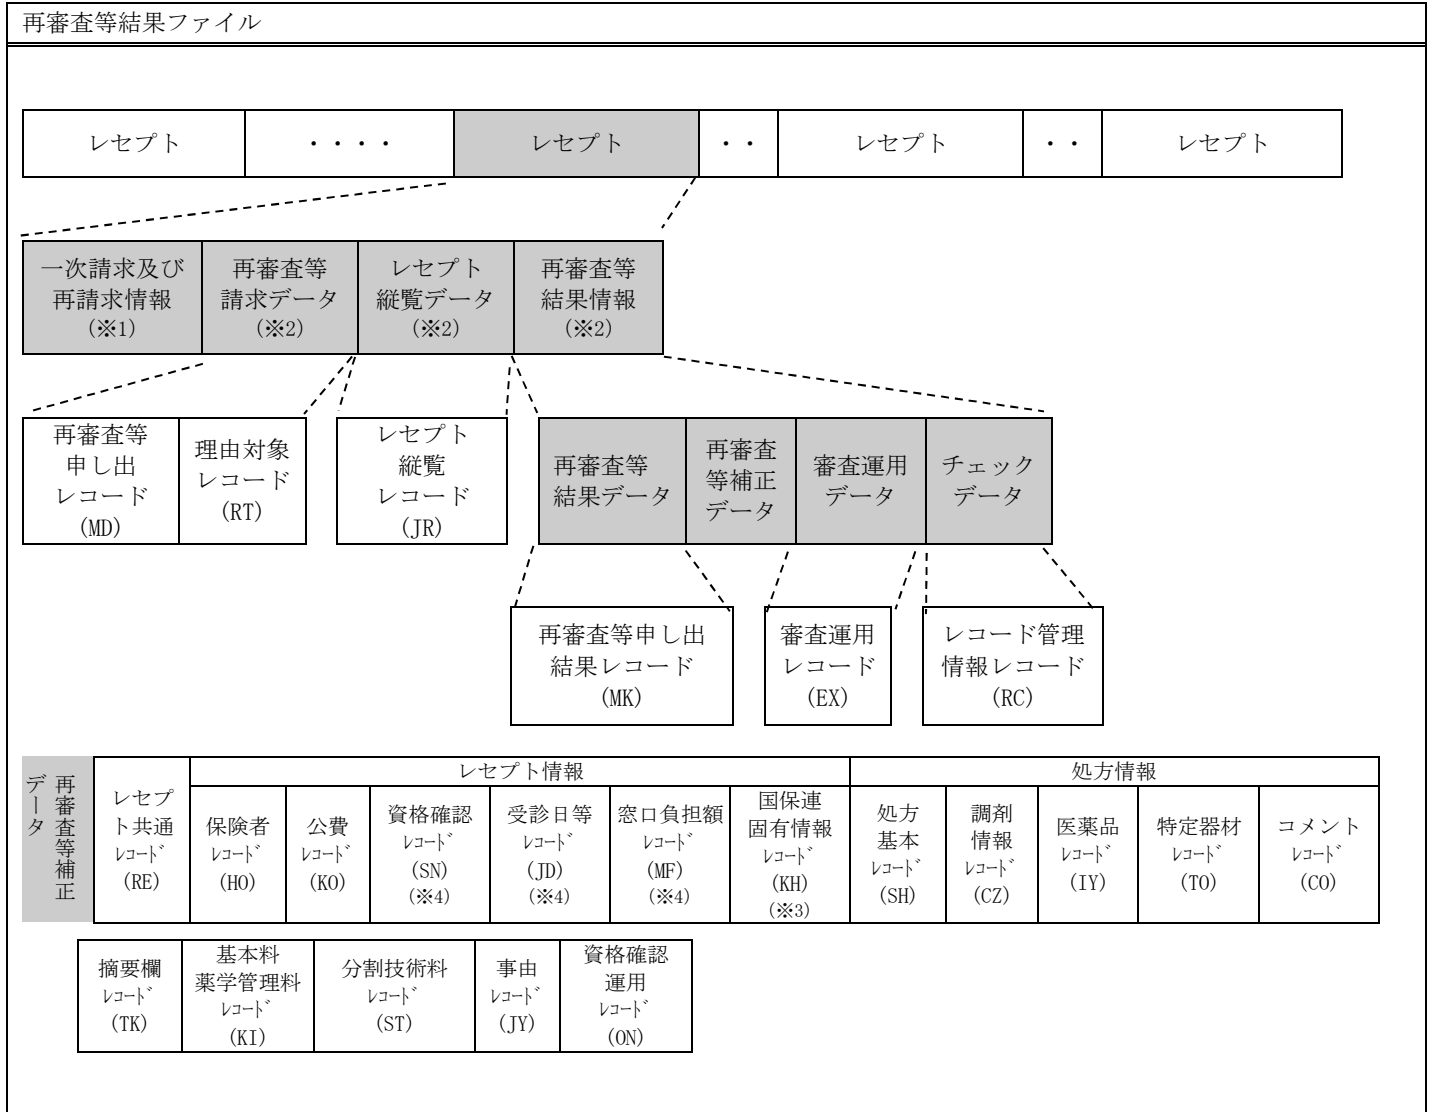 再審査等結果ファイル
レセプト
・・・・
レセプト
・・
レセプト
・・
レセプト
一次請求及び
再請求情報
(※1)
再審査等
請求データ
(※2)
レセプト
縦覧データ
(※2)
再審査等
結果情報
(※2)
再審査等
申し出
レコード
(MD)
理由対象
レコード
(RT)
レセプト
縦覧
レコード
(JR)
再審査等
結果データ
再審査
等補正
データ
審査運用
データ
チェック
データ
再審査等申し出
結果レコード
(MK)
審査運用
レコード
(EX)
レコード管理
情報レコード
(RC)
再審査等補正
データ
レセプ
ト共通
ﾚｺｰﾄﾞ
(RE)
レセプト情報
保険者
ﾚｺｰﾄﾞ
(HO)
公費
ﾚｺｰﾄﾞ
(KO)
資格確認
ﾚｺｰﾄﾞ
(SN)
(※4)
受診日等
ﾚｺｰﾄﾞ
(JD)
(※4)
窓口負担額
ﾚｺｰﾄﾞ
(MF)
(※4)
国保連
固有情報
ﾚｺｰﾄﾞ
(KH)
(※3)
処方情報
処方
基本
ﾚｺｰﾄﾞ
(SH)
調剤
情報
ﾚｺｰﾄﾞ
(CZ)
医薬品
ﾚｺｰﾄﾞ
(IY)
特定器材
ﾚｺｰﾄﾞ
(TO)
コメント
ﾚｺｰﾄﾞ
(CO)
摘要欄
ﾚｺｰﾄﾞ
(TK)
基本料
薬学管理料
ﾚｺｰﾄﾞ
(KI)
分割技術料
ﾚｺｰﾄﾞ
(ST)
事由
ﾚｺｰﾄﾞ
(JY)
資格確認
運用
ﾚｺｰﾄﾞ
(ON)